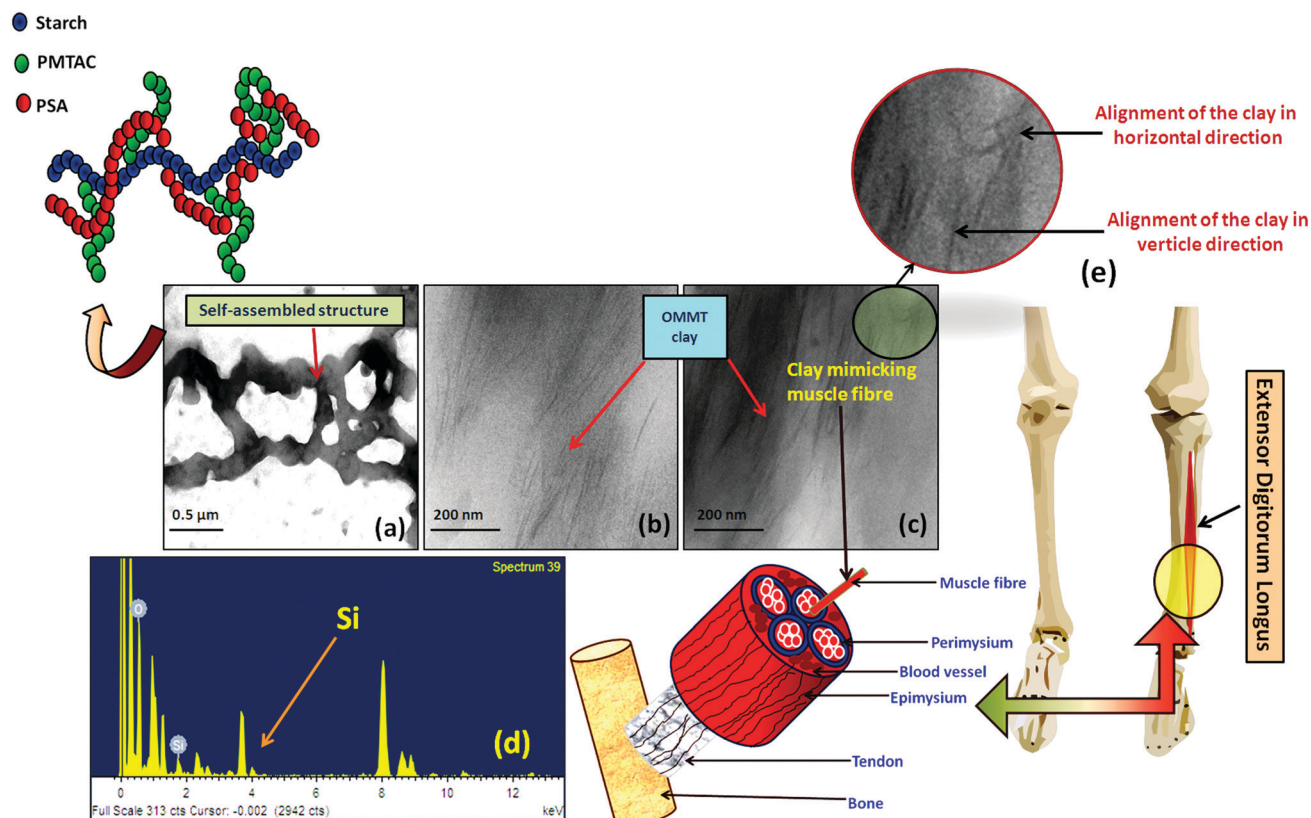 Starch
PMTAC
PSA
Alignment of the clay in
horizontal direction
Alignment of the clay in
verticle direction
(e)
Self-assembled structure
OMMT
clay
Clay mimicking
muscle fibre
0.5 µm
(a)
200 nm
(b)
200 nm
(c)
Extensor Digitorum Longus
Spectrum 39
O
Si
Si
(d)
0 2 4 6 8 10 12
Full Scale 313 cts Cursor: -0.002 (2942 cts)
keV
Muscle fibre
Perimysium
Blood vessel
Epimysium
Tendon
Bone